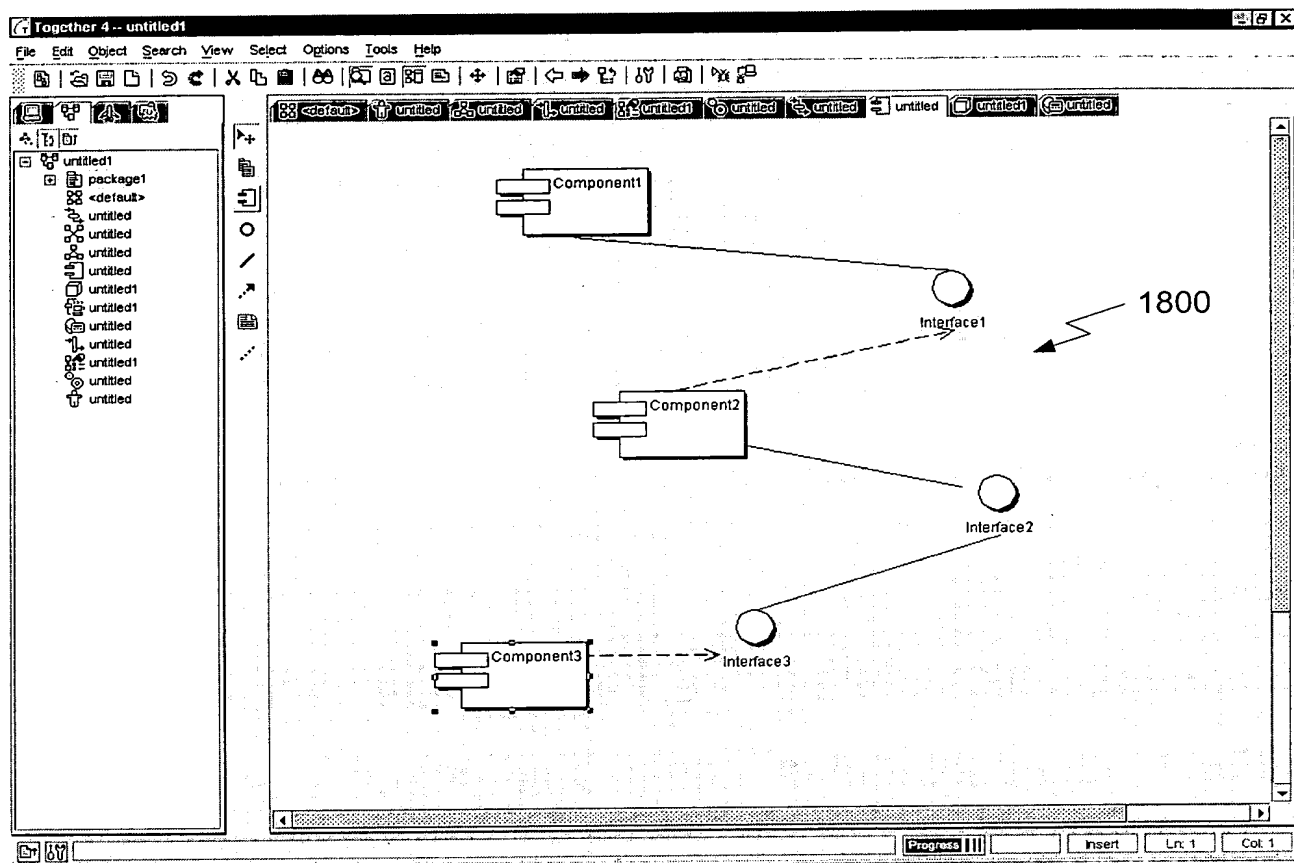 Together 4 -- untitled1
File Edit Object Search View Select Options Tools Help
<default> untitled untitled untitled untitled1 untitled untitled untitled untitled1 untitled
untitled1
package1
<default>
untitled
untitled
untitled
untitled
untitled1
untitled1
untitled
untitled
untitled1
untitled
untitled
Component1
Interface1
1800
Component2
Interface2
Component3
Interface3
Progress Insert Ln: 1 Col: 1